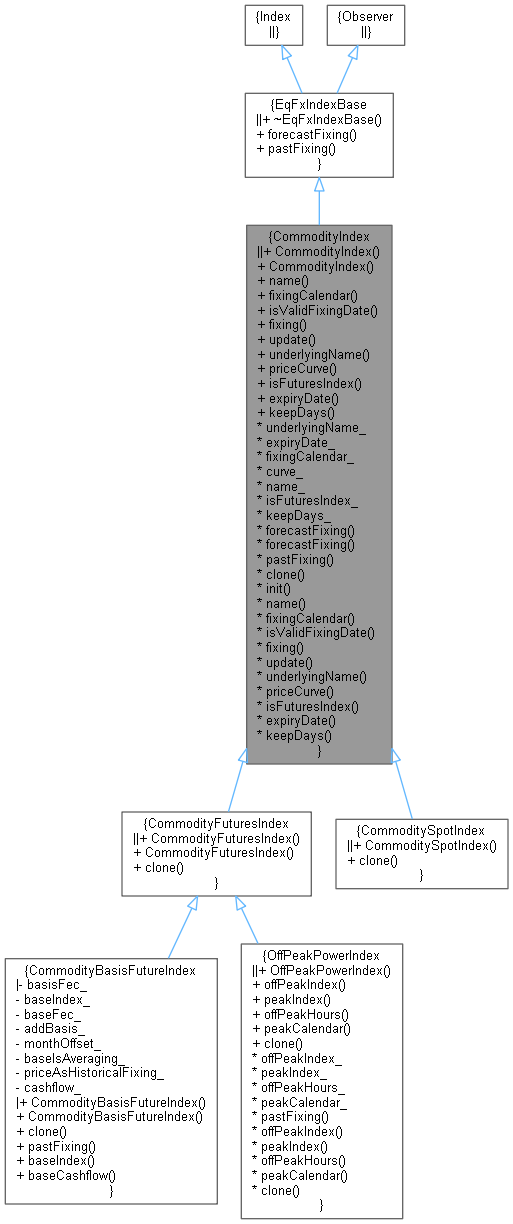 {Index
||}
{Observer
||}
{EqFxIndexBase
||+ ~EqFxIndexBase()
+ forecastFixing()
+ pastFixing()
}
{CommodityIndex
||+ CommodityIndex()
+ CommodityIndex()
+ name()
+ fixingCalendar()
+ isValidFixingDate()
+ fixing()
+ update()
+ underlyingName()
+ priceCurve()
+ isFuturesIndex()
+ expiryDate()
+ keepDays()
* underlyingName_
* expiryDate_
* fixingCalendar_
* curve_
* name_
* isFuturesIndex_
* keepDays_
* forecastFixing()
* forecastFixing()
* pastFixing()
* clone()
* init()
* name()
* fixingCalendar()
* isValidFixingDate()
* fixing()
* update()
* underlyingName()
* priceCurve()
* isFuturesIndex()
* expiryDate()
* keepDays()
}
{CommodityFuturesIndex
||+ CommodityFuturesIndex()
+ CommodityFuturesIndex()
+ clone()
}
{CommoditySpotIndex
||+ CommoditySpotIndex()
+ clone()
}
{CommodityBasisFutureIndex
|- basisFec_
- baseIndex_
- baseFec_
- addBasis_
- monthOffset_
- baseIsAveraging_
- priceAsHistoricalFixing_
- cashflow_
|+ CommodityBasisFutureIndex()
+ CommodityBasisFutureIndex()
+ clone()
+ pastFixing()
+ baseIndex()
+ baseCashflow()
}
{OffPeakPowerIndex
||+ OffPeakPowerIndex()
+ offPeakIndex()
+ peakIndex()
+ offPeakHours()
+ peakCalendar()
+ clone()
* offPeakIndex_
* peakIndex_
* offPeakHours_
* peakCalendar_
* pastFixing()
* offPeakIndex()
* peakIndex()
* offPeakHours()
* peakCalendar()
* clone()
}